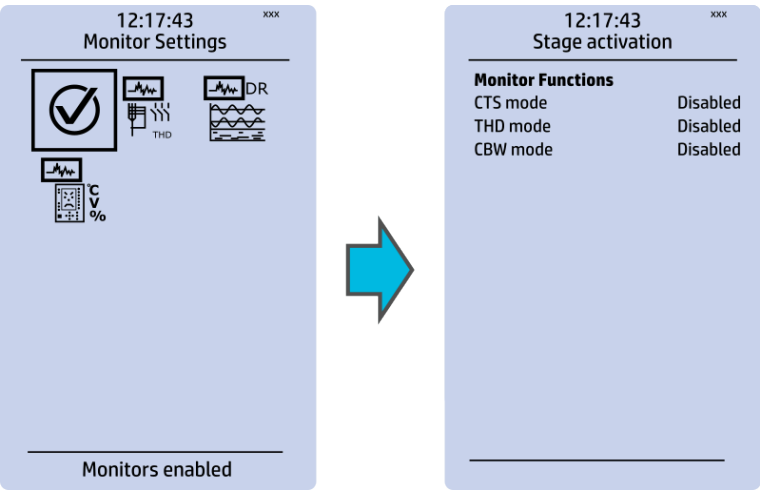 12:17:43 xxx
Monitor Settings
DR
THD
°C
V
%
Monitors enabled
12:17:43 xxx
Stage activation
Monitor Functions
CTS mode Disabled
THD mode Disabled
CBW mode Disabled